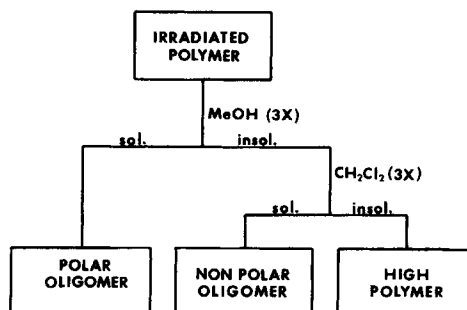 IRRADIATED
POLYMER
MeOH (3X)
sol. insol.
CH₂Cl₂ (3X)
sol. insol.
POLAR
OLIGOMER
NON POLAR
OLIGOMER
HIGH
POLYMER